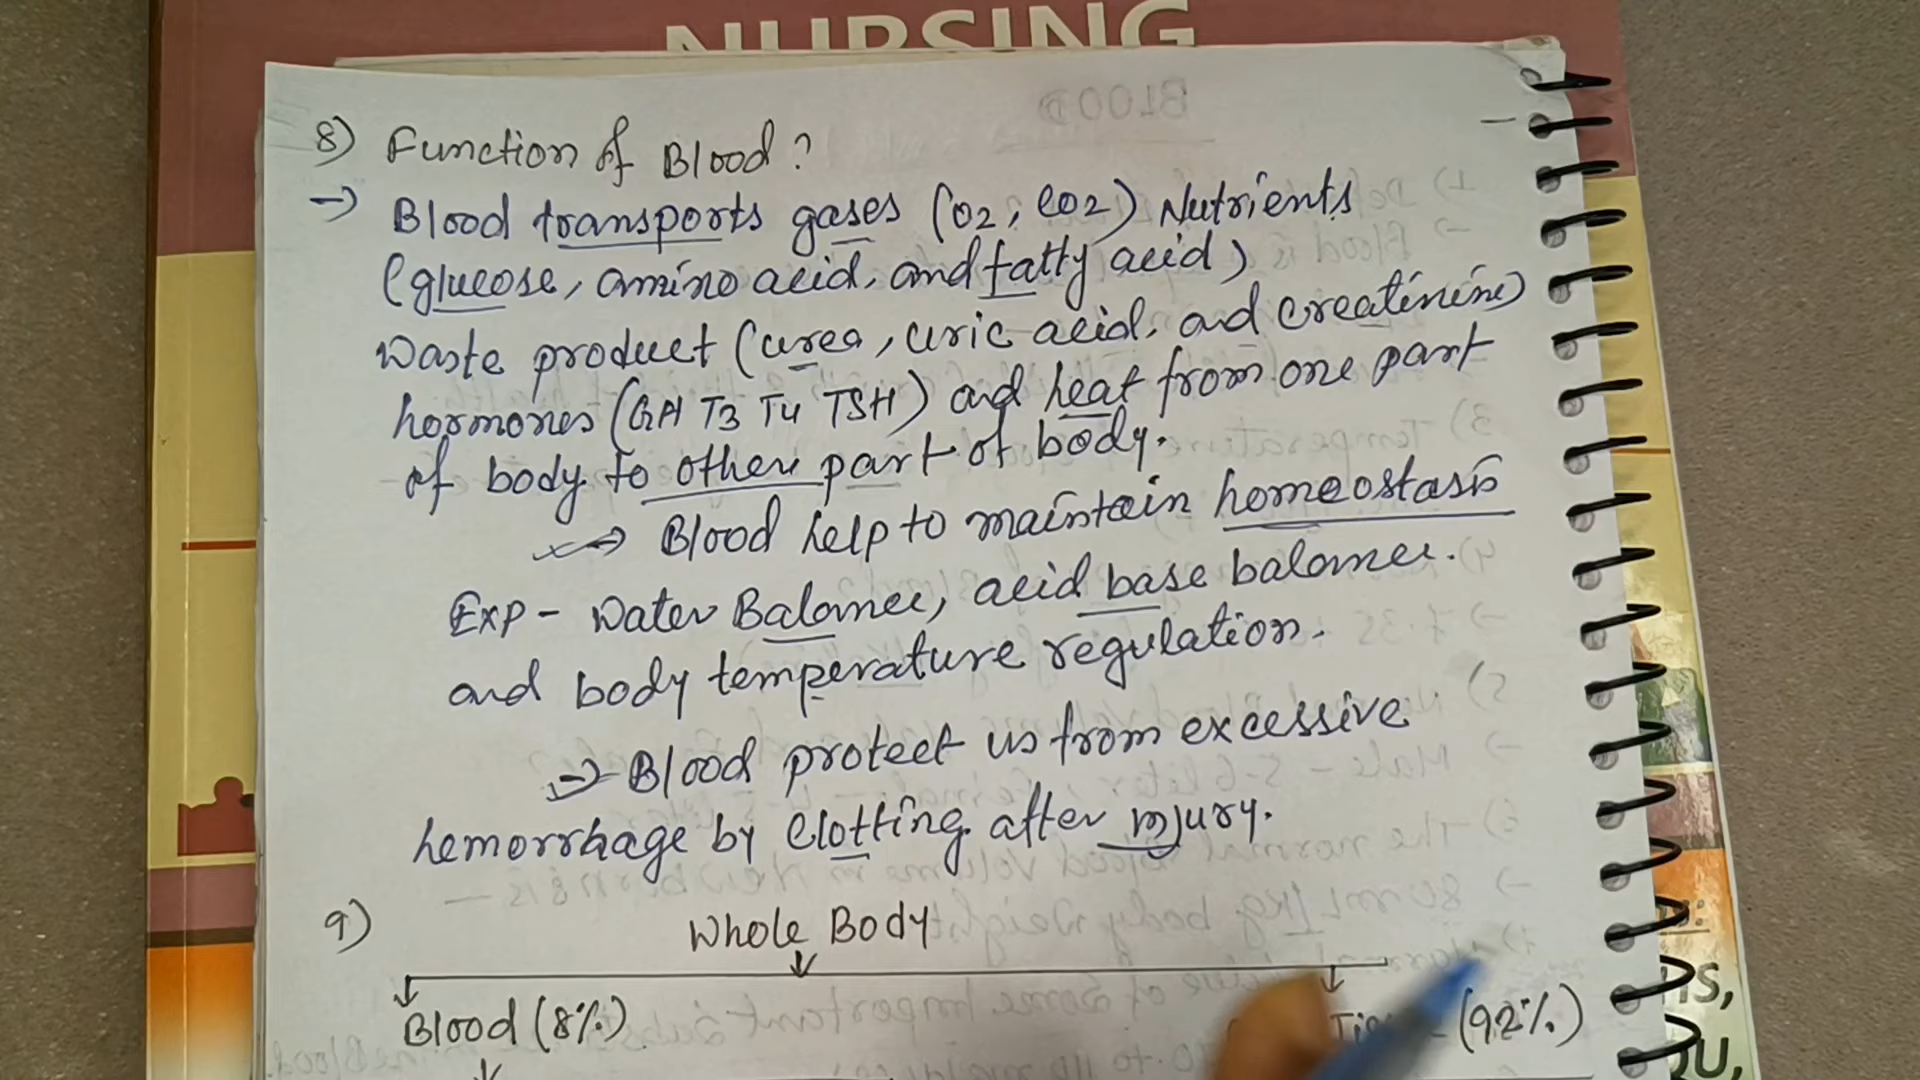 NURSING
8) Function of Blood?
→ Blood transports gases (O2, CO2) Nutrients
(glucose, amino acid, and fatty acid)
Waste product (urea, uric acid, and creatinine)
hormones (GH T3 T4 TSH) and heat from one part
of body to other part of body.
→ Blood help to maintain homeostasis
Exp - Water Balance, acid base balance.
and body temperature regulation.
→ Blood protect us from excessive
hemorrhage by clotting after injury.
9) Whole Body
Blood (8%) (92%)